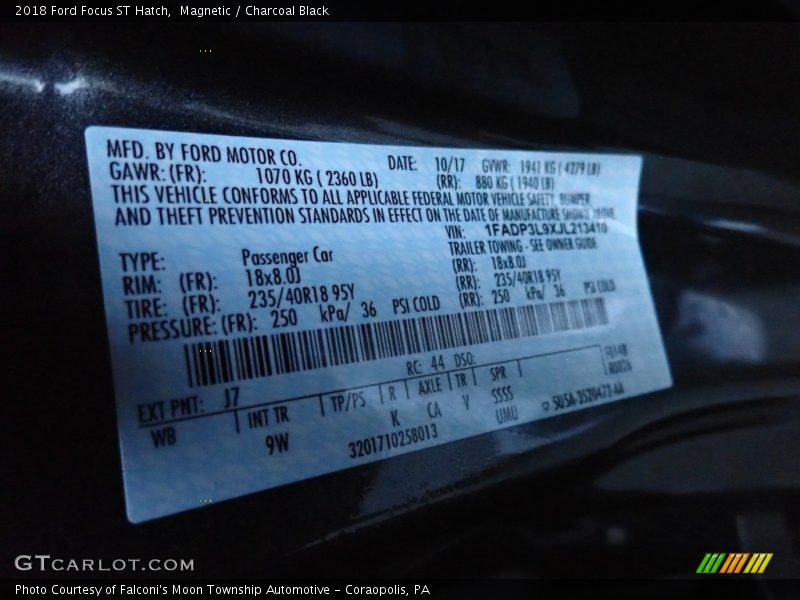 2018 Ford Focus ST Hatch,  Magnetic / Charcoal Black
MFD. BY FORD MOTOR CO.
DATE: 10/17 GVWR: 1941 KG ( 4279 LB)
GAWR: (FR): 1070 KG ( 2360 LB) (RR): 880 KG ( 1940 LB)
THIS VEHICLE CONFORMS TO ALL APPLICABLE FEDERAL MOTOR VEHICLE SAFETY, BUMPER
AND THEFT PREVENTION STANDARDS IN EFFECT ON THE DATE OF MANUFACTURE SHOWN ABOVE.
VIN: 1FADP3L9XJL213410
TYPE: Passenger Car TRAILER TOWING - SEE OWNER GUIDE
RIM: (FR): 18x8.0J (RR): 18x8.0J
TIRE: (FR): 235/40R18 95Y (RR): 235/40R18 95Y
PRESSURE: (FR): 250 kPa/ 36 PSI COLD (RR): 250 kPa/ 36 PSI COLD
RC: 44 DSO:
EXT PNT: J7
WB INT TR TP/PS R AXLE TR SPR
9W K CA V SSSS
3201710258013 UMU 5U5A-3520472-AA
GTCARLOT.COM
Photo Courtesy of Falconi's Moon Township Automotive - Coraopolis, PA